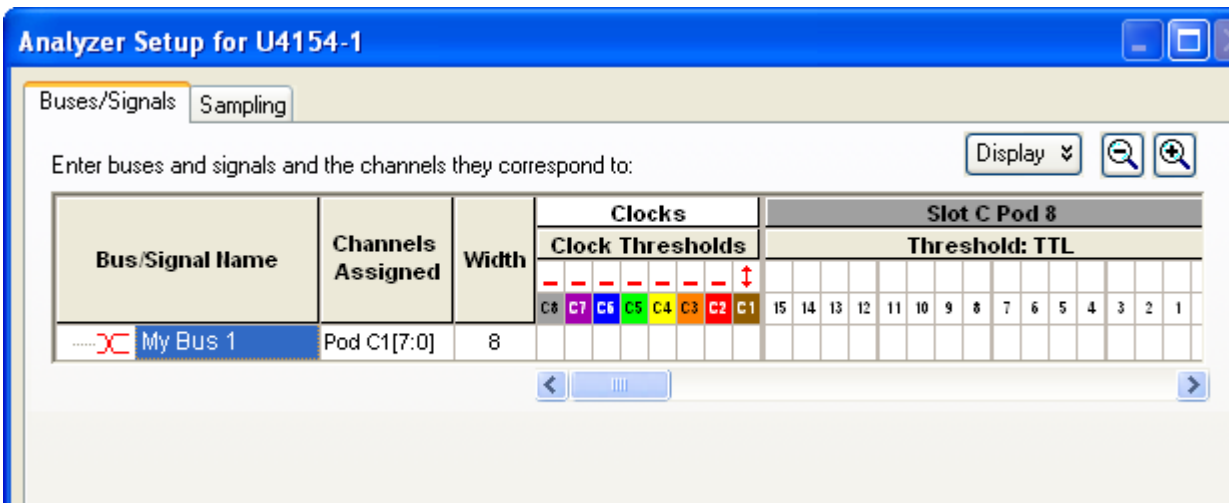 Analyzer Setup for U4154-1
Buses/Signals Sampling
Enter buses and signals and the channels they correspond to:
Display
Bus/Signal Name Channels Assigned Width Clocks Slot C Pod 8
Clock Thresholds Threshold: TTL
C8 C7 C6 C5 C4 C3 C2 C1 15 14 13 12 11 10 9 8 7 6 5 4 3 2 1
My Bus 1 Pod C1[7:0] 8